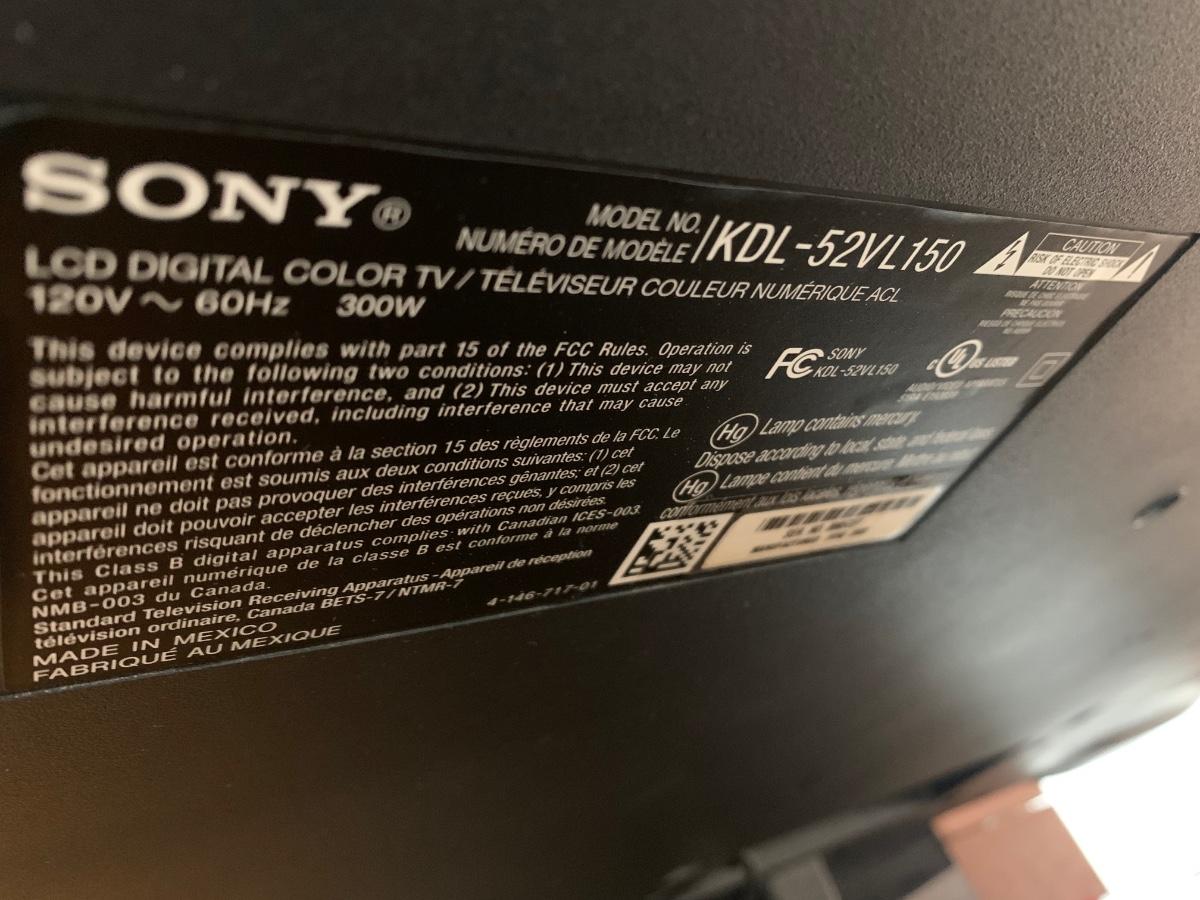 SONY®
MODEL NO.
NUMÉRO DE MODÈLE / KDL-52VL150
LCD DIGITAL COLOR TV / TÉLÉVISEUR COULEUR NUMÉRIQUE ACL
120V ~ 60Hz 300W
CAUTION
RISK OF ELECTRIC SHOCK
DO NOT OPEN
ATTENTION
PRECAUCION
This device complies with part 15 of the FCC Rules. Operation is
subject to the following two conditions: (1) This device may not
cause harmful interference, and (2) This device must accept any
interference received, including interference that may cause
undesired operation.
Cet appareil est conforme à la section 15 des règlements de la FCC. Le
fonctionnement est soumis aux deux conditions suivantes: (1) cet
appareil ne doit pas provoquer des interférences gênantes; et (2) cet
appareil doit pouvoir accepter les interférences reçues, y compris les
interférences risquant de déclencher des opérations non désirées.
This Class B digital apparatus complies with Canadian ICES-003.
Cet appareil numérique de la classe B est conforme à la norme
NMB-003 du Canada.
Standard Television Receiving Apparatus – Appareil de réception
télévision ordinaire, Canada BETS-7 / NTMR-7
MADE IN MEXICO
FABRIQUÉ AU MEXIQUE
4-146-717-01
FC SONY
KDL-52VL150
C UL US LISTED
Hg Lamp contains mercury.
Dispose according to local, state, and federal laws.
Hg Lampe contient du mercure.
conformément aux lois locales,